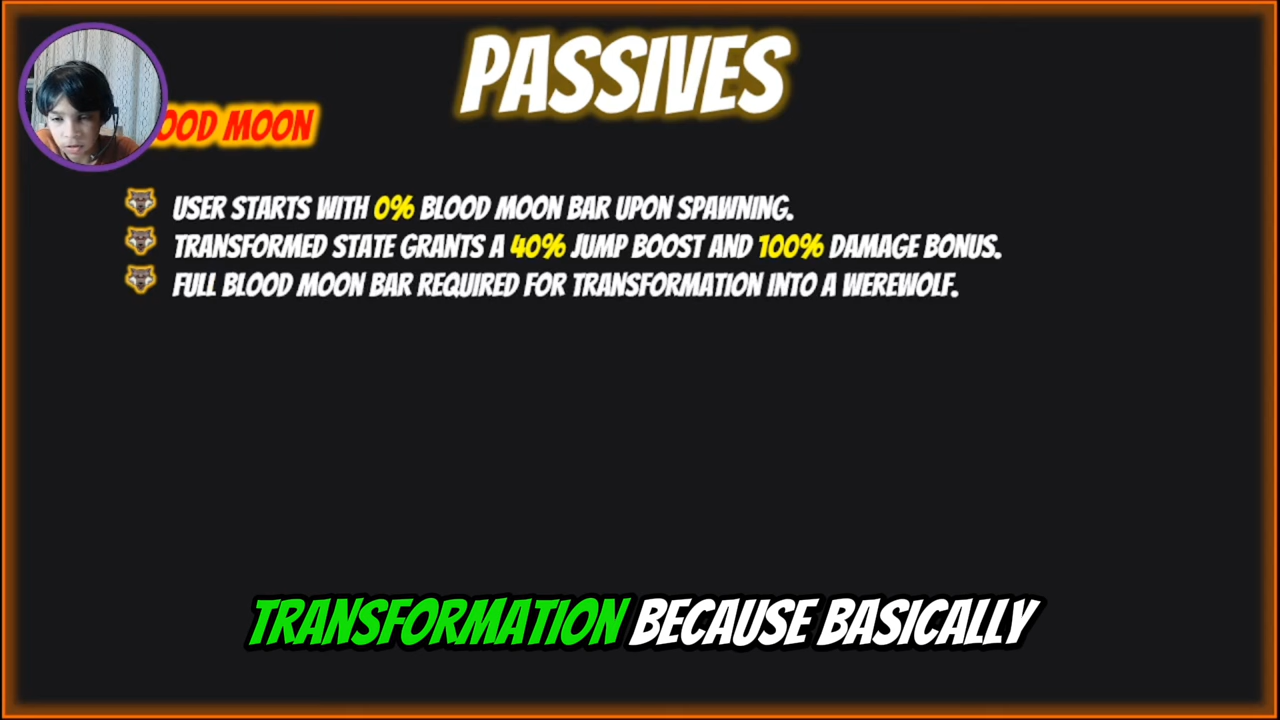 PASSIVES
OOD MOON
USER STARTS WITH 0% BLOOD MOON BAR UPON SPAWNING.
TRANSFORMED STATE GRANTS A 40% JUMP BOOST AND 100% DAMAGE BONUS.
FULL BLOOD MOON BAR REQUIRED FOR TRANSFORMATION INTO A WEREWOLF.
TRANSFORMATION BECAUSE BASICALLY